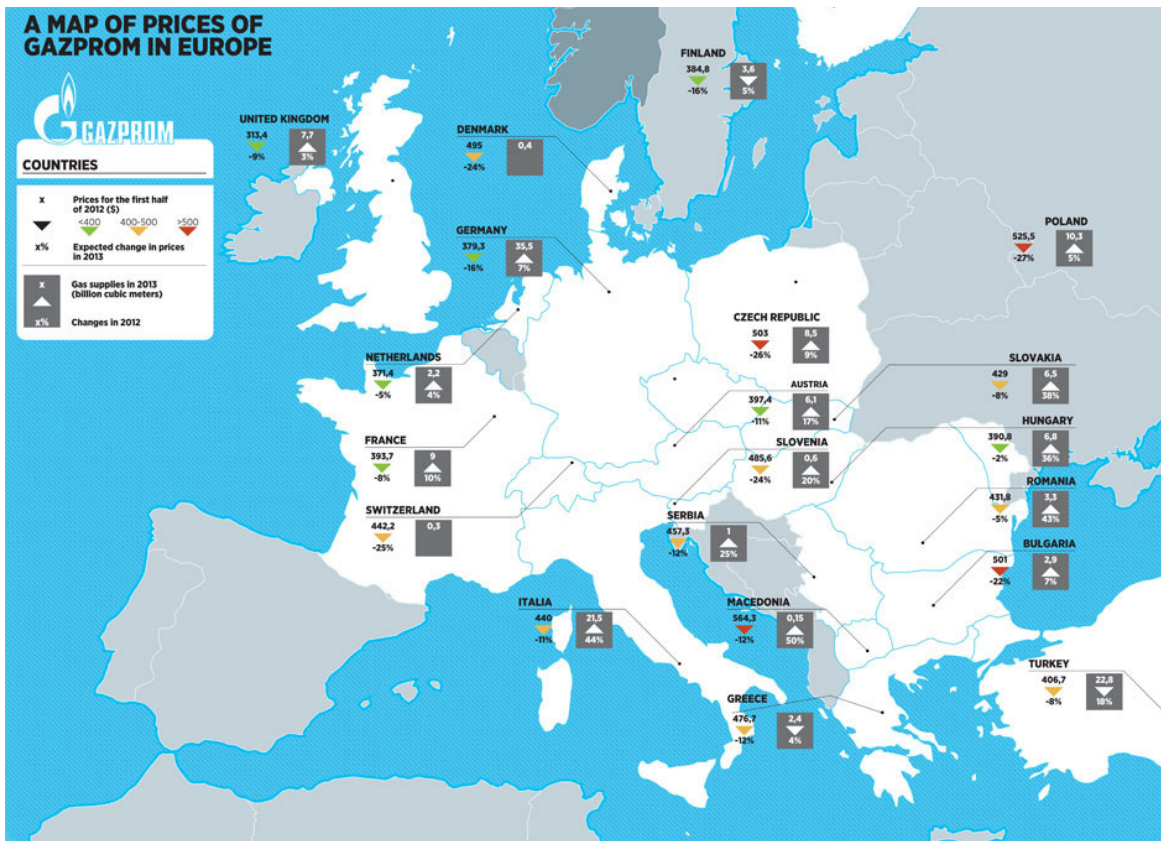 A MAP OF PRICES OF
GAZPROM IN EUROPE
GAZPROM
COUNTRIES
x
Prices for the first half
of 2012 ($)
<400 400-500 >500
x%
Expected change in prices
in 2013
x
Gas supplies in 2013
(billion cubic meters)
x%
Changes in 2012
FINLAND
384,8 3,6
-16% 5%
UNITED KINGDOM
313,4 7,7
-9% 3%
DENMARK
495 0,4
-24%
GERMANY
379,3 35,5
-16% 7%
POLAND
525,5 10,3
-27% 5%
CZECH REPUBLIC
503 8,5
-26% 9%
NETHERLANDS
371,4 2,2
-5% 4%
SLOVAKIA
429 6,5
-8% 38%
AUSTRIA
397,4 6,1
-11% 17%
HUNGARY
390,8 6,8
-2% 36%
FRANCE
393,7 9
-8% 10%
SLOVENIA
485,6 0,6
-24% 20%
ROMANIA
431,8 3,3
-5% 43%
SWITZERLAND
442,2 0,3
-25%
SERBIA
457,3 1
-12% 25%
BULGARIA
501 2,9
-22% 7%
ITALIA
440 21,5
-11% 44%
MACEDONIA
564,3 0,15
-12% 50%
TURKEY
406,7 22,8
-8% 18%
GREECE
476,7 2,4
-12% 4%